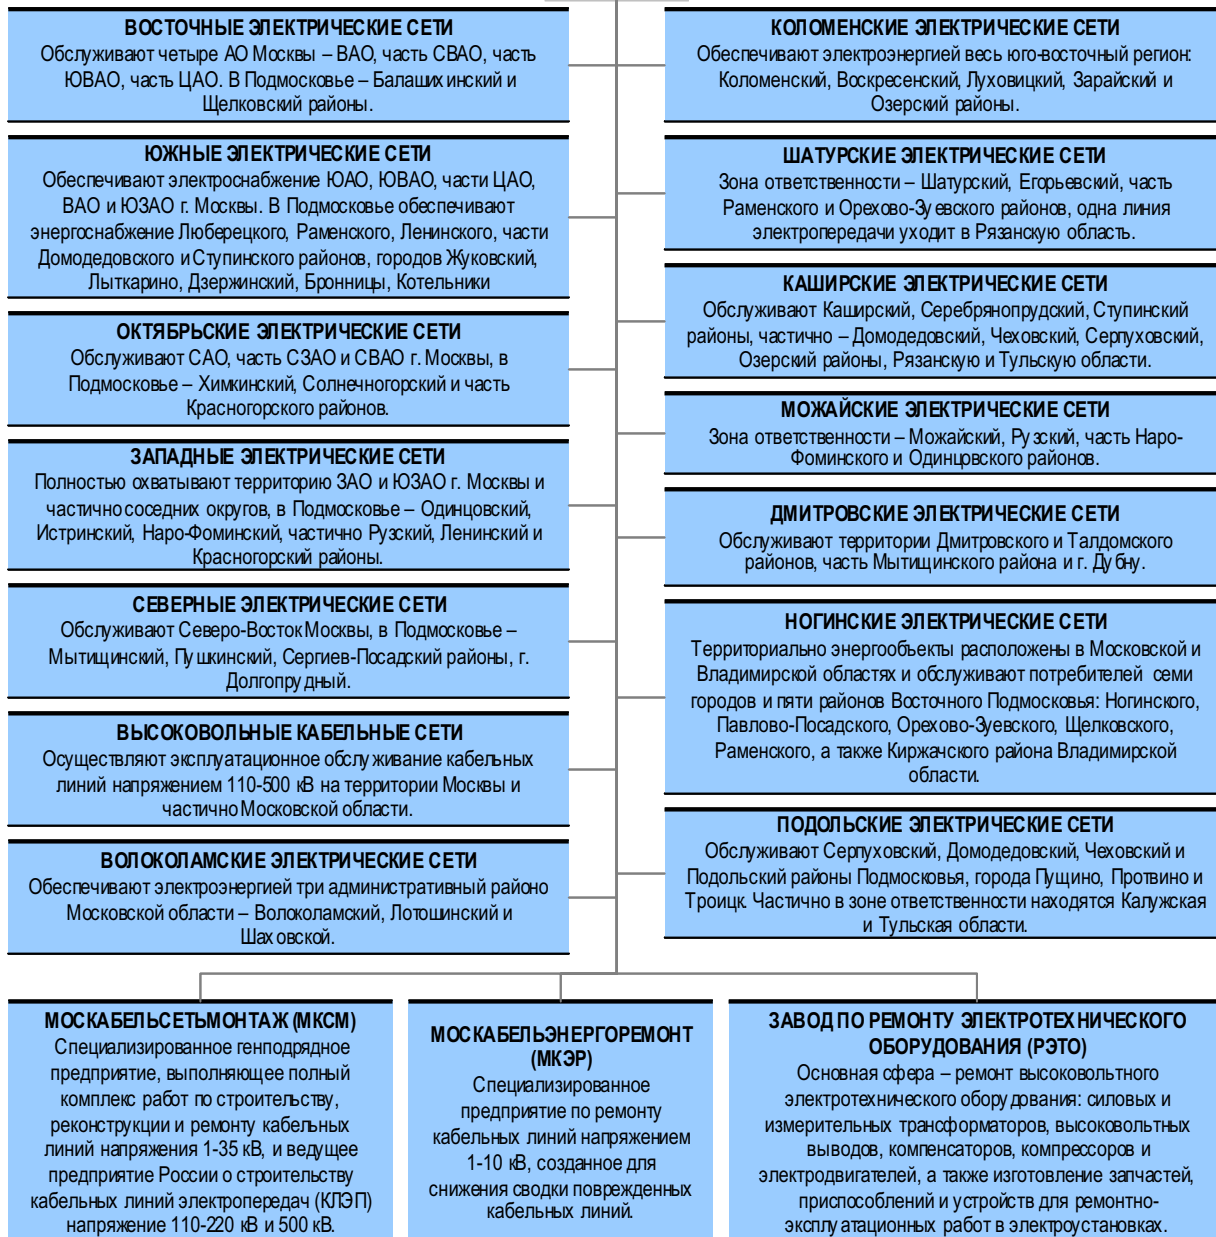 ВОСТОЧНЫЕ ЭЛЕКТРИЧЕСКИЕ СЕТИ
Обслуживают четыре АО Москвы – ВАО, часть СВАО, часть
ЮВАО, часть ЦАО. В Подмосковье – Балашихинский и
Щелковский районы.
ЮЖНЫЕ ЭЛЕКТРИЧЕСКИЕ СЕТИ
Обеспечивают электроснабжение ЮАО, ЮВАО, части ЦАО,
ВАО и ЮЗАО г. Москвы. В Подмосковье обеспечивают
энергоснабжение Люберецкого, Раменского, Ленинского, части
Домодедовского и Ступинского районов, городов Жуковский,
Лыткарино, Дзержинский, Бронницы, Котельники
ОКТЯБРЬСКИЕ ЭЛЕКТРИЧЕСКИЕ СЕТИ
Обслуживают САО, часть СЗАО и СВАО г. Москвы, в
Подмосковье – Химкинский, Солнечногорский и часть
Красногорского районов.
ЗАПАДНЫЕ ЭЛЕКТРИЧЕСКИЕ СЕТИ
Полностью охватывают территорию ЗАО и ЮЗАО г. Москвы и
частично соседних округов, в Подмосковье – Одинцовский,
Истринский, Наро-Фоминский, частично Рузский, Ленинский и
Красногорский районы.
СЕВЕРНЫЕ ЭЛЕКТРИЧЕСКИЕ СЕТИ
Обслуживают Северо-Восток Москвы, в Подмосковье –
Мытищинский, Пушкинский, Сергиев-Посадский районы, г.
Долгопрудный.
ВЫСОКОВОЛЬНЫЕ КАБЕЛЬНЫЕ СЕТИ
Осуществляют эксплуатационное обслуживание кабельных
линий напряжением 110-500 кВ на территории Москвы и
частично Московской области.
ВОЛОКОЛАМСКИЕ ЭЛЕКТРИЧЕСКИЕ СЕТИ
Обеспечивают электроэнергией три административный районо
Московской области – Волоколамский, Лотошинский и
Шаховской.
КОЛОМЕНСКИЕ ЭЛЕКТРИЧЕСКИЕ СЕТИ
Обеспечивают электроэнергией весь юго-восточный регион:
Коломенский, Воскресенский, Луховицкий, Зарайский и
Озерский районы.
ШАТУРСКИЕ ЭЛЕКТРИЧЕСКИЕ СЕТИ
Зона ответственности – Шатурский, Егорьевский, часть
Раменского и Орехово-Зуевского районов, одна линия
электропередачи уходит в Рязанскую область.
КАШИРСКИЕ ЭЛЕКТРИЧЕСКИЕ СЕТИ
Обслуживают Каширский, Серебрянопрудский, Ступинский
районы, частично – Домодедовский, Чеховский, Серпуховский,
Озерский районы, Рязанскую и Тульскую области.
МОЖАЙСКИЕ ЭЛЕКТРИЧЕСКИЕ СЕТИ
Зона ответственности – Можайский, Рузский, часть Наро-
Фоминского и Одинцовского районов.
ДМИТРОВСКИЕ ЭЛЕКТРИЧЕСКИЕ СЕТИ
Обслуживают территории Дмитровского и Талдомского
районов, часть Мытищинского района и г. Дубну.
НОГИНСКИЕ ЭЛЕКТРИЧЕСКИЕ СЕТИ
Территориально энергообъекты расположены в Московской и
Владимирской областях и обслуживают потребителей семи
городов и пяти районов Восточного Подмосковья: Ногинского,
Павлово-Посадского, Орехово-Зуевского, Щелковского,
Раменского, а также Киржачского района Владимирской
области.
ПОДОЛЬСКИЕ ЭЛЕКТРИЧЕСКИЕ СЕТИ
Обслуживают Серпуховский, Домодедовский, Чеховский и
Подольский районы Подмосковья, города Пущино, Протвино и
Троицк. Частично в зоне ответственности находятся Калужская
и Тульская области.
МОСКАБЕЛЬСЕТЬМОНТАЖ (МКСМ)
Специализированное генподрядное
предприятие, выполняющее полный
комплекс работ по строительству,
реконструкции и ремонту кабельных
линий напряжения 1-35 кВ, и ведущее
предприятие России о строительству
кабельных линий электропередач (КЛЭП)
напряжение 110-220 кВ и 500 кВ.
МОСКАБЕЛЬЭНЕРГОРЕМОНТ
(МКЭР)
Специализированное
предприятие по ремонту
кабельных линий напряжением
1-10 кВ, созданное для
снижения сводки поврежденных
кабельных линий.
ЗАВОД ПО РЕМОНТУ ЭЛЕКТРОТЕХНИЧЕСКОГО
ОБОРУДОВАНИЯ (РЭТО)
Основная сфера – ремонт высоковольтного
электротехнического оборудования: силовых и
измерительных трансформаторов, высоковольтных
выводов, компенсаторов, компрессоров и
электродвигателей, а также изготовление запчастей,
приспособлений и устройств для ремонтно-
эксплуатационных работ в электроустановках.